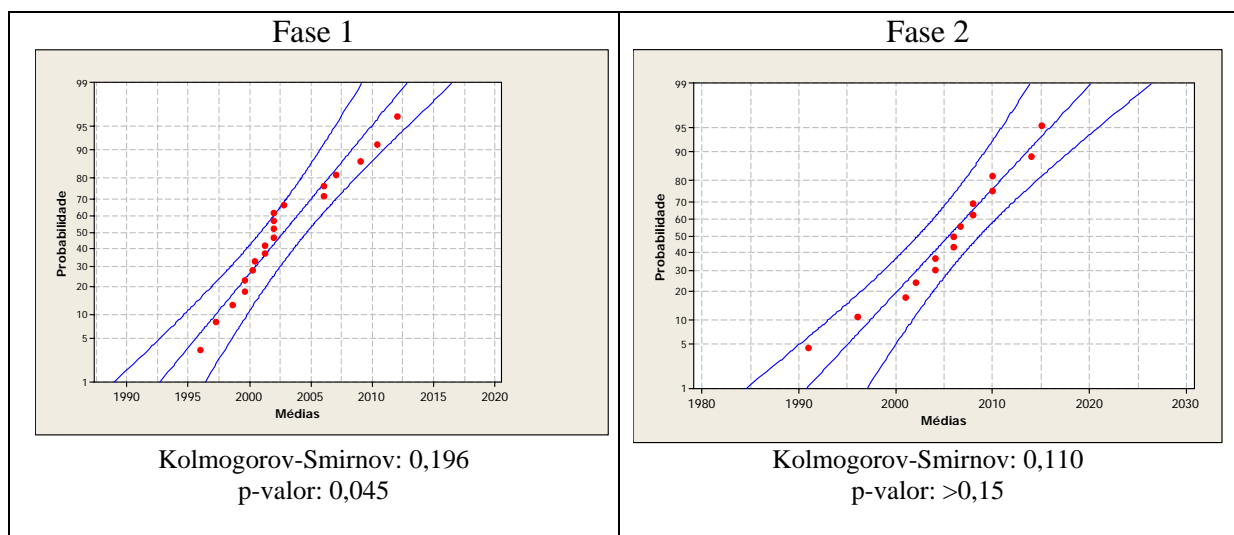 Fase 1
99
95
90
80
70
60
50
40
30
20
10
5
1
Probabilidade
1990 1995 2000 2005 2010 2015 2020
Médias
Kolmogorov-Smirnov: 0,196
p-valor: 0,045
Fase 2
99
95
90
80
70
60
50
40
30
20
10
5
1
Probabilidade
1980 1990 2000 2010 2020 2030
Médias
Kolmogorov-Smirnov: 0,110
p-valor: >0,15